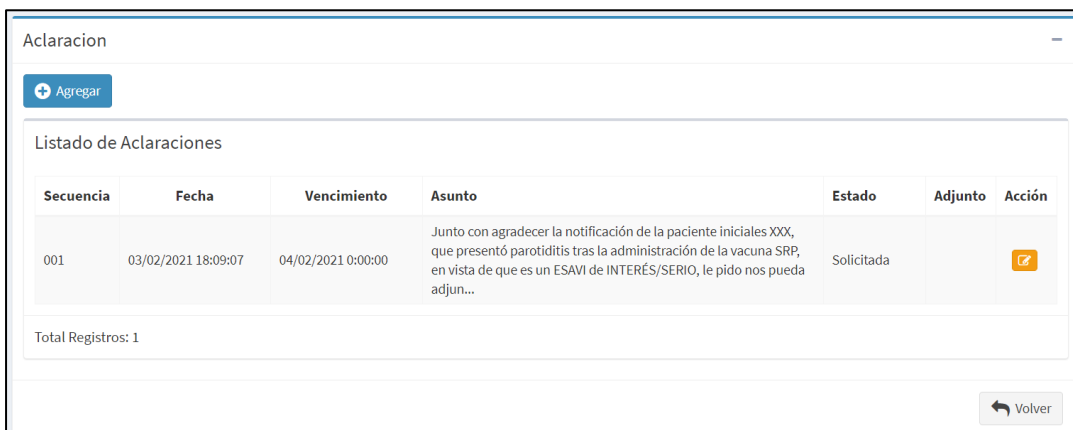 Aclaracion
Agregar
Listado de Aclaraciones
Secuencia Fecha Vencimiento Asunto Estado Adjunto Acción
Junto con agradecer la notificación de la paciente iniciales XXX,
que presentó parotiditis tras la administración de la vacuna SRP,
001 03/02/2021 18:09:07 04/02/2021 0:00:00 en vista de que es un ESAVI de INTERÉS/SERIO, le pido nos pueda Solicitada
adjun...
Total Registros: 1
Volver